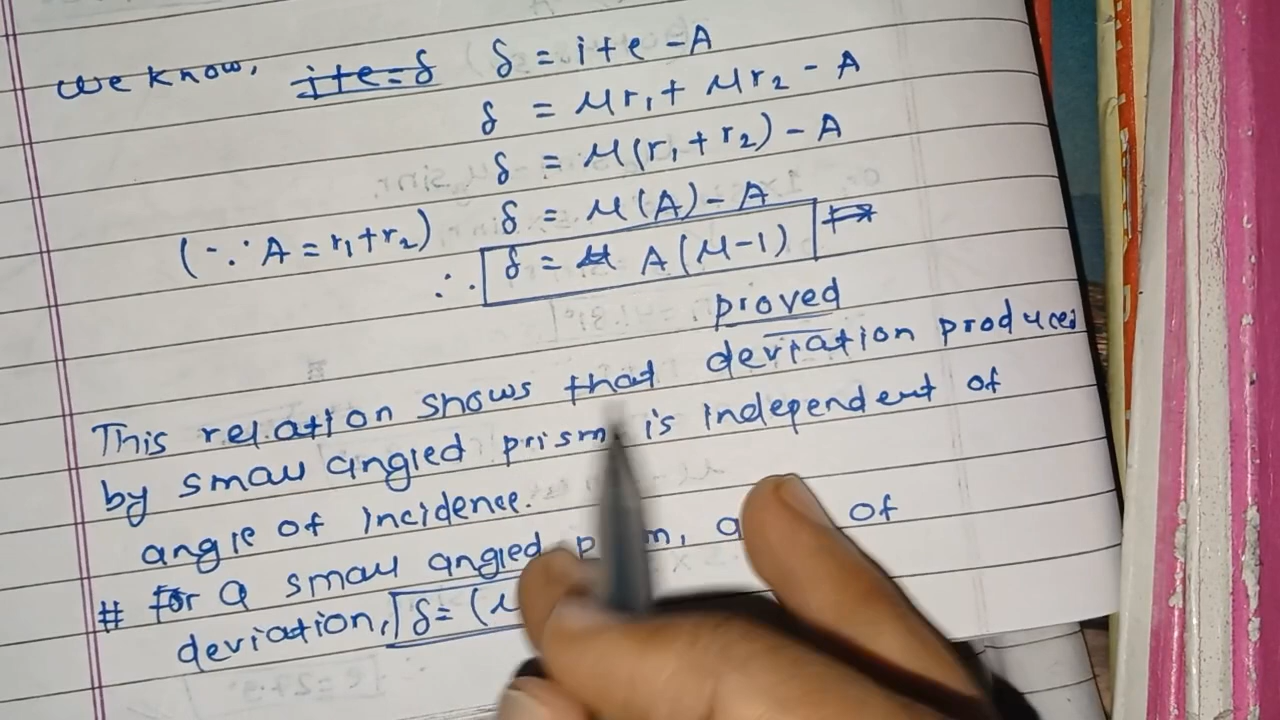 we know, i+e=δ δ = i+e-A
δ = μr₁ + μr₂ - A
δ = μ(r₁+r₂) - A
(∵ A = r₁+r₂) δ = μ(A) - A
∴ δ = A(μ-1)
proved
This relation shows that deviation produced
by small angled prism is independent of
angle of incidence.
# for a small angled of
deviation, δ = (μ